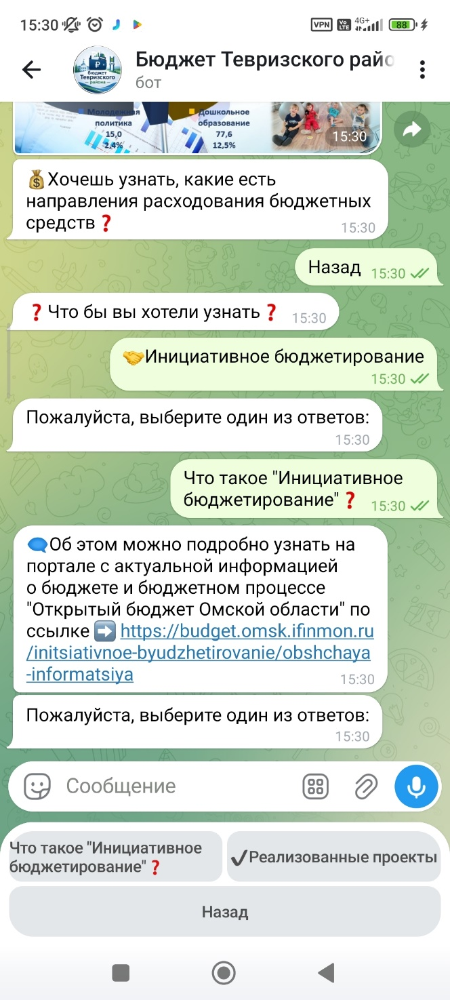 15:30
VPN
Vo LTE
4G+
88
Бюджет Тевризского райо
бот
бюджет
Тевризского
района
Молодежная
политика
15,0
2,4%
Дошкольное
образование
77,6
12,5%
15:30
💰Хочешь узнать, какие есть
направления расходования бюджетных
средств❓
15:30
Назад 15:30
❓Что бы вы хотели узнать❓ 15:30
🤝Инициативное бюджетирование
15:30
Пожалуйста, выберите один из ответов:
15:30
Что такое "Инициативное
бюджетирование"❓ 15:30
🗨Об этом можно подробно узнать на
портале с актуальной информацией
о бюджете и бюджетном процессе
"Открытый бюджет Омской области" по
ссылке ➡️ https://budget.omsk.ifinmon.ru
/initsiativnoe-byudzhetirovanie/obshchaya
-informatsiya 15:30
Пожалуйста, выберите один из ответов:
15:30
Сообщение
Что такое "Инициативное
бюджетирование"❓
✔Реализованные проекты
Назад